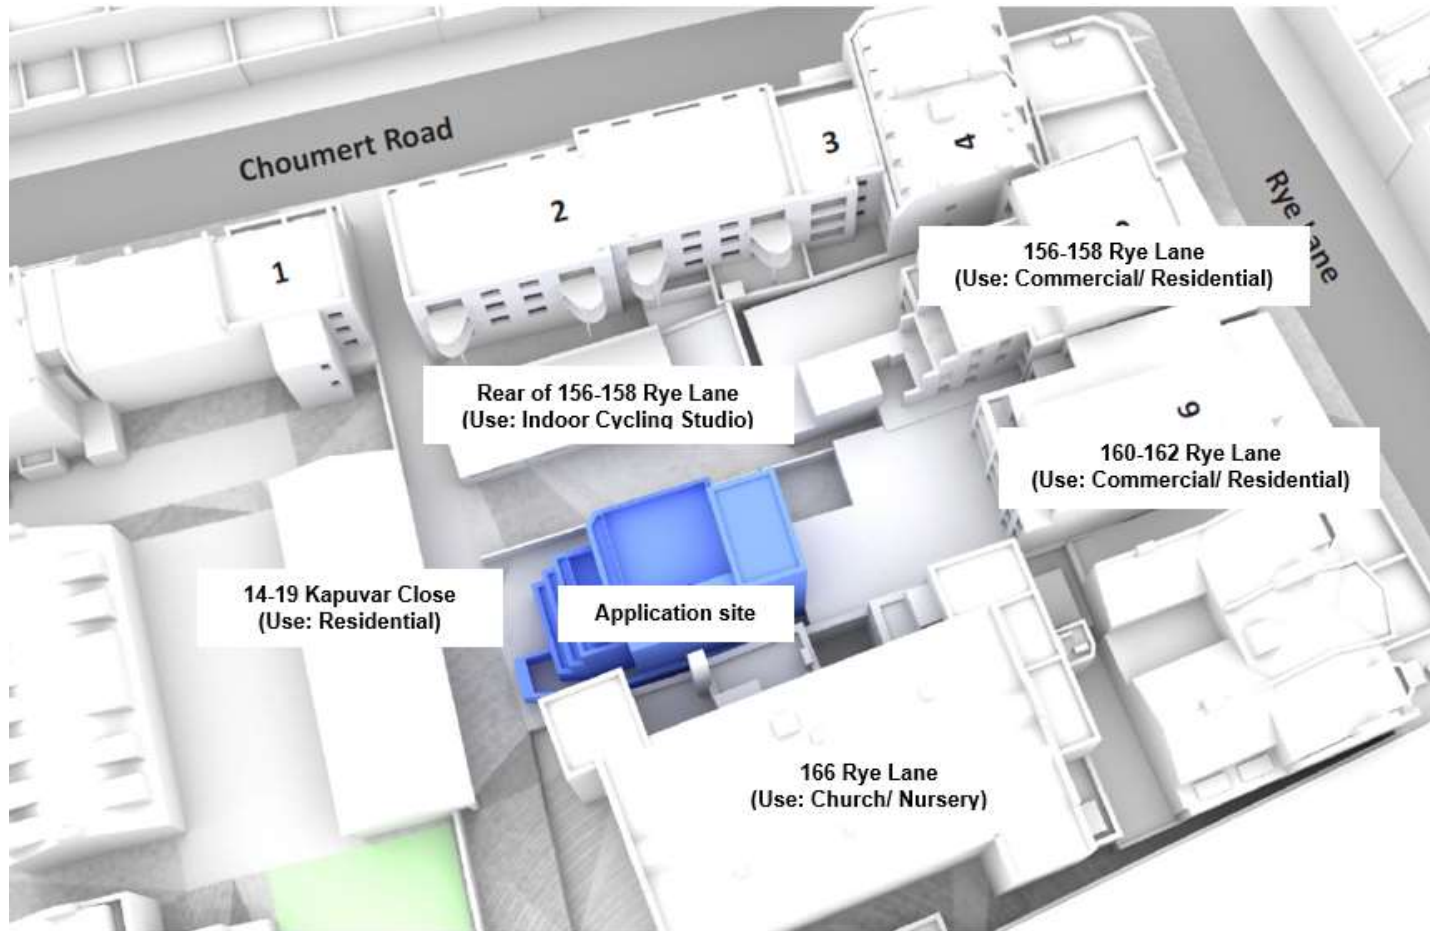 Choumert Road
3
4
2
Rye Lane
1
156-158 Rye Lane
(Use: Commercial/ Residential)
Rear of 156-158 Rye Lane
(Use: Indoor Cycling Studio)
6
160-162 Rye Lane
(Use: Commercial/ Residential)
14-19 Kapuvar Close
(Use: Residential)
Application site
166 Rye Lane
(Use: Church/ Nursery)